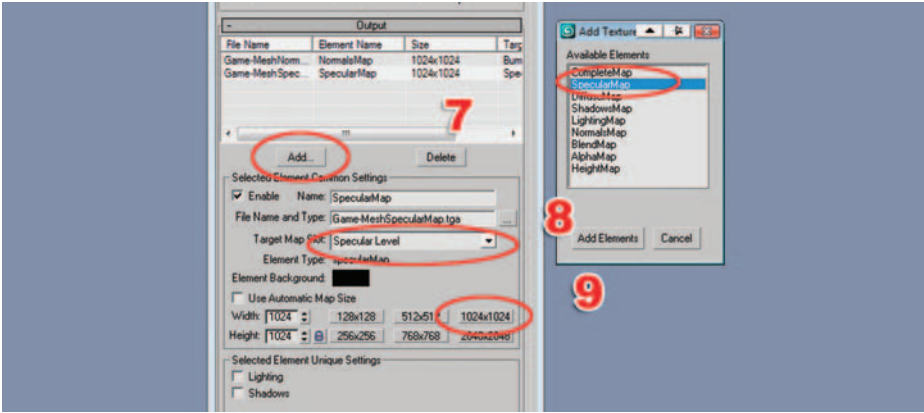 Output
File Name Element Name Size Targ
Game-MeshNorm... NormalsMap 1024x1024 Bum
Game-MeshSpec... SpecularMap 1024x1024 Spe
7
Add... Delete
Selected Element Common Settings
Enable Name: SpecularMap
File Name and Type: Game-MeshSpecularMap.tga ...
Target Map Slot: Specular Level
Element Type: SpecularMap
Element Background:
Use Automatic Map Size
Width: 1024 128x128 512x512 1024x1024
Height: 1024 256x256 768x768 2048x2048
Selected Element Unique Settings
Lighting
Shadows
Add Texture
Available Elements
CompleteMap
SpecularMap
DiffuseMap
ShadowsMap
LightingMap
NormalsMap
BlendMap
AlphaMap
HeightMap
8
Add Elements Cancel
9